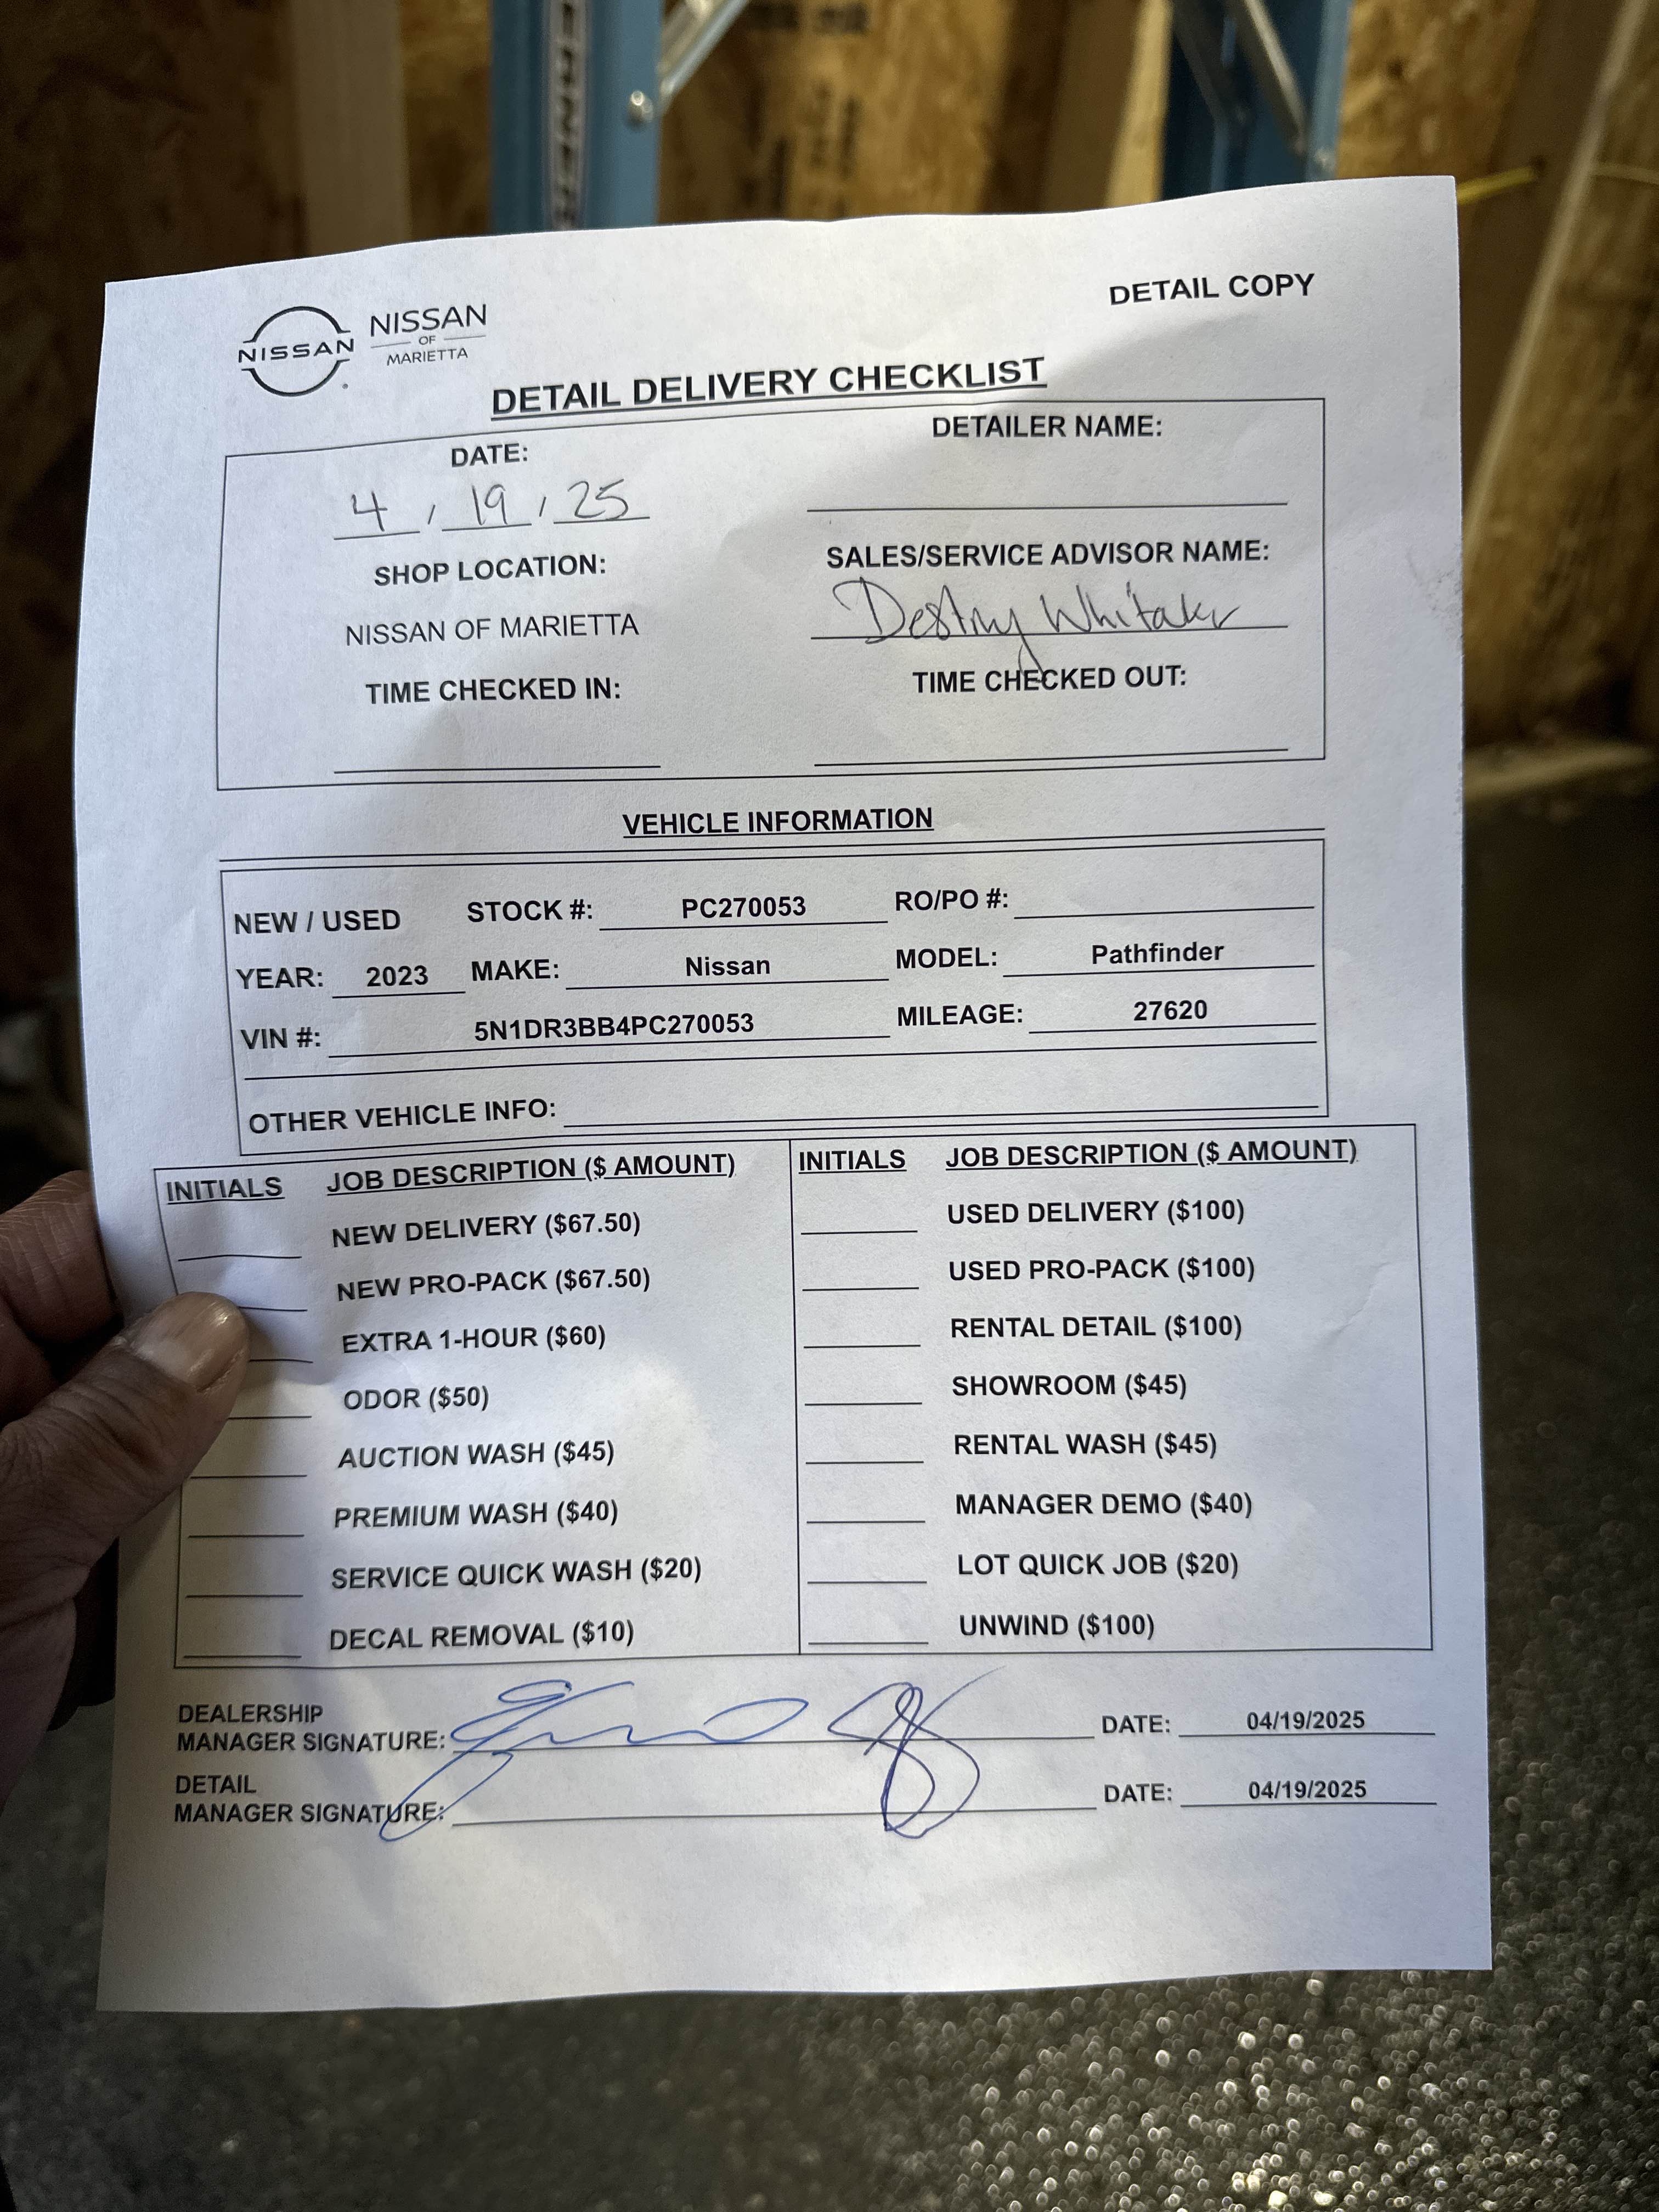 DETAIL COPY
NISSAN
NISSAN
OF
MARIETTA
DETAIL DELIVERY CHECKLIST
DATE:
4 / 19 / 25
DETAILER NAME:
SHOP LOCATION:
NISSAN OF MARIETTA
SALES/SERVICE ADVISOR NAME:
Destiny Whitaker
TIME CHECKED IN:
TIME CHECKED OUT:
VEHICLE INFORMATION
NEW / USED STOCK #: PC270053 RO/PO #:
YEAR: 2023 MAKE: Nissan MODEL: Pathfinder
VIN #: 5N1DR3BB4PC270053 MILEAGE: 27620
OTHER VEHICLE INFO:
INITIALS JOB DESCRIPTION ($ AMOUNT)
NEW DELIVERY ($67.50)
NEW PRO-PACK ($67.50)
EXTRA 1-HOUR ($60)
ODOR ($50)
AUCTION WASH ($45)
PREMIUM WASH ($40)
SERVICE QUICK WASH ($20)
DECAL REMOVAL ($10)
INITIALS JOB DESCRIPTION ($ AMOUNT)
USED DELIVERY ($100)
USED PRO-PACK ($100)
RENTAL DETAIL ($100)
SHOWROOM ($45)
RENTAL WASH ($45)
MANAGER DEMO ($40)
LOT QUICK JOB ($20)
UNWIND ($100)
DEALERSHIP
MANAGER SIGNATURE: DATE: 04/19/2025
DETAIL
MANAGER SIGNATURE: DATE: 04/19/2025